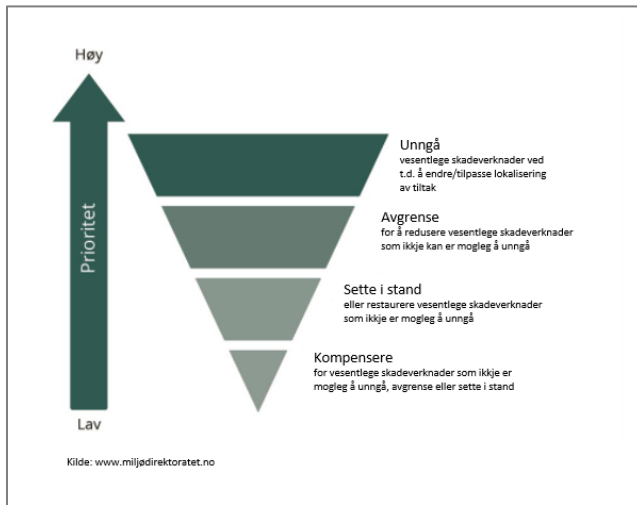 Høy
Prioritet
Unngå
vesentlege skadeverknader ved
t.d. å endre/tilpasse lokalisering
av tiltak
Avgrense
for å redusere vesentlege skadeverknader
som ikkje kan er mogleg å unngå
Sette i stand
eller restaurere vesentlege skadeverknader
som ikkje er mogleg å unngå
Kompensere
for vesentlege skadeverknader som ikkje er
mogleg å unngå, avgrense eller sette i stand
Lav
Kilde: www.miljødirektoratet.no